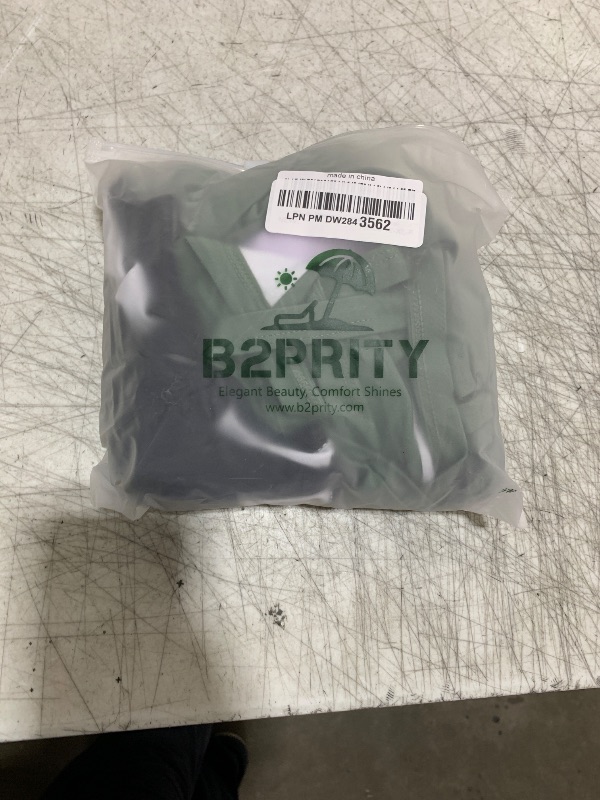 made in china
LPN PM DW284 3562
B2PRITY
Elegant Beauty, Comfort Shines
www.b2prity.com